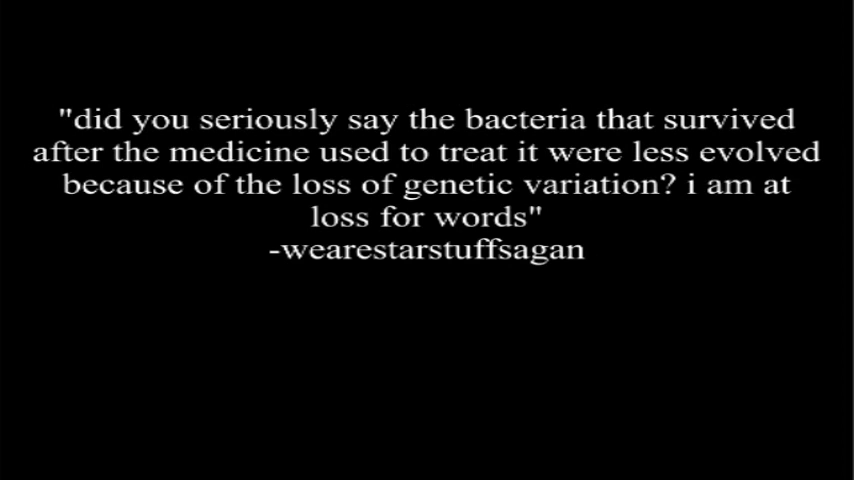 "did you seriously say the bacteria that survived
after the medicine used to treat it were less evolved
because of the loss of genetic variation? i am at
loss for words"
-wearestarstuffsagan